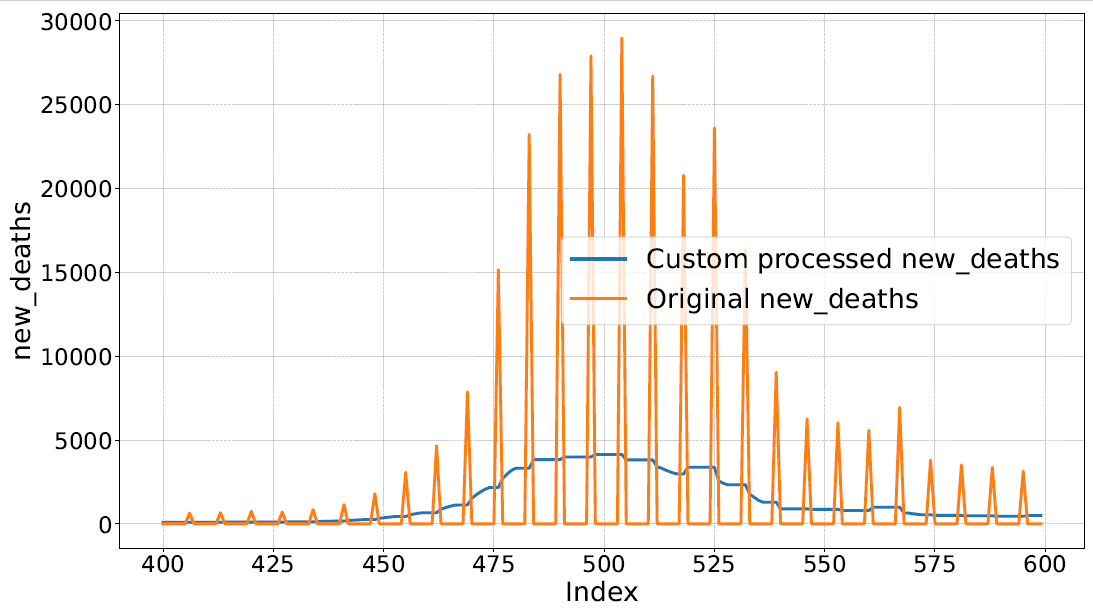 30000
25000
20000
15000
10000
5000
0
new_deaths
Custom processed new_deaths
Original new_deaths
400 425 450 475 500 525 550 575 600
Index